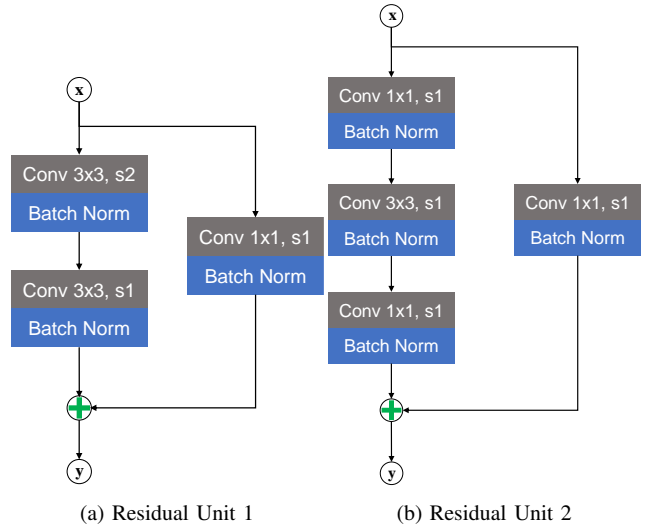 x
Conv 3x3, s2
Batch Norm
Conv 3x3, s1
Batch Norm
Conv 1x1, s1
Batch Norm
y
(a) Residual Unit 1
x
Conv 1x1, s1
Batch Norm
Conv 3x3, s1
Batch Norm
Conv 1x1, s1
Batch Norm
Conv 1x1, s1
Batch Norm
y
(b) Residual Unit 2